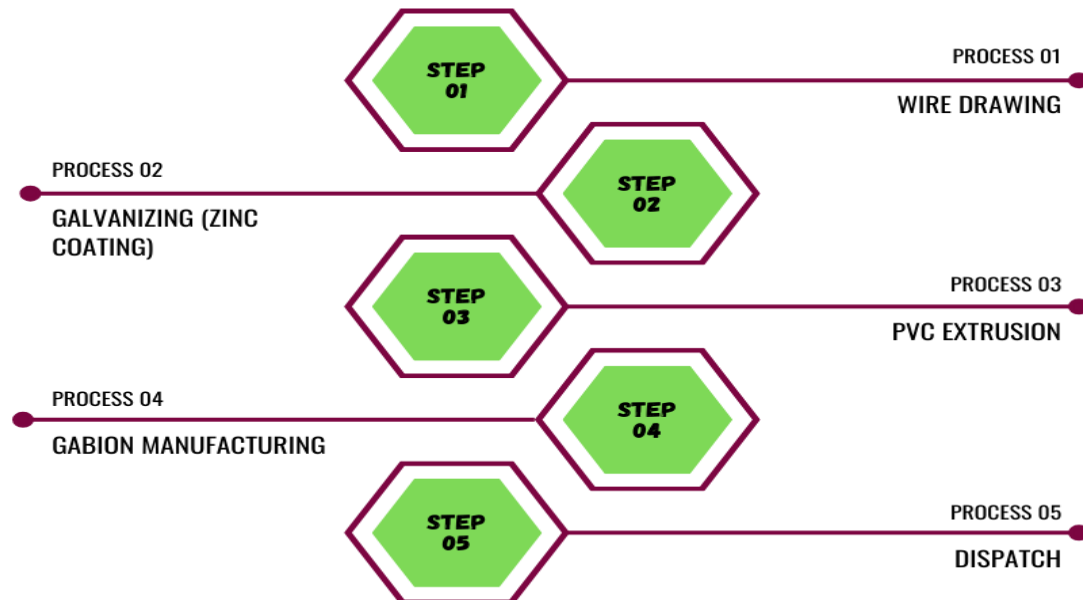 STEP
01
PROCESS 01
WIRE DRAWING
PROCESS 02
GALVANIZING (ZINC
COATING)
STEP
02
STEP
03
PROCESS 03
PVC EXTRUSION
PROCESS 04
GABION MANUFACTURING
STEP
04
STEP
05
PROCESS 05
DISPATCH